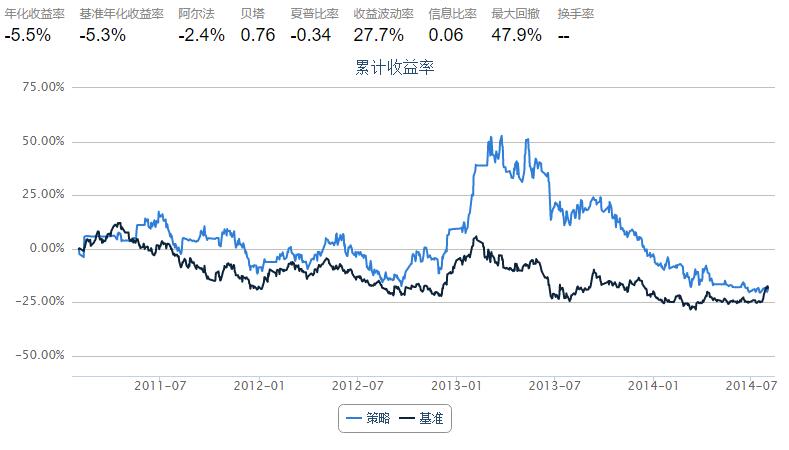 年化收益率 基准年化收益率 阿尔法 贝塔 夏普比率 收益波动率 信息比率 最大回撤 换手率
-5.5% -5.3% -2.4% 0.76 -0.34 27.7% 0.06 47.9% --
累计收益率
75.00%
50.00%
25.00%
0.00%
-25.00%
-50.00%
2011-07 2012-01 2012-07 2013-01 2013-07 2014-01 2014-07
策略 基准